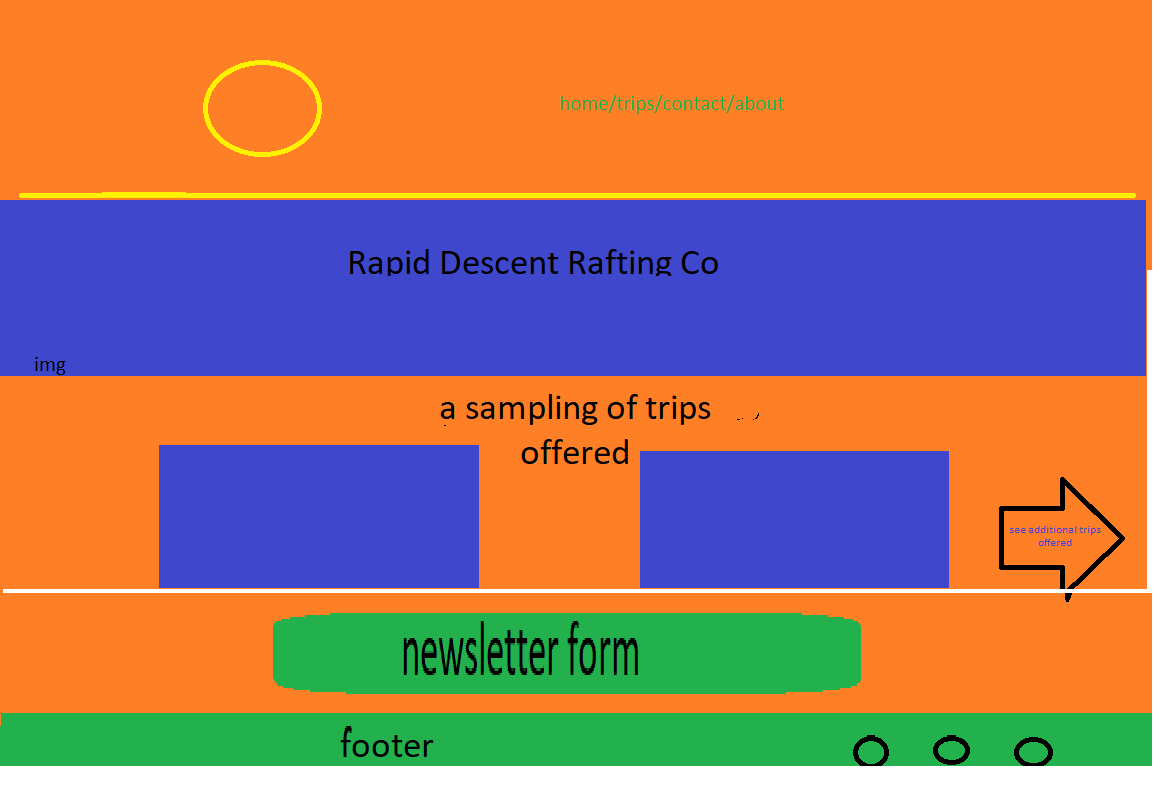 home/trips/contact/about
Rapid Descent Rafting Co
img
a sampling of trips
offered
see additional trips
offered
newsletter form
footer